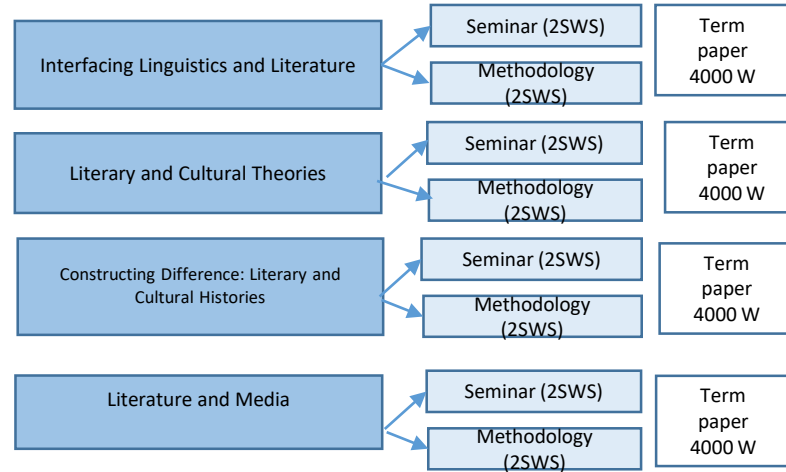 Interfacing Linguistics and Literature
Seminar (2SWS)
Methodology
(2SWS)
Term
paper
4000 W
Literary and Cultural Theories
Seminar (2SWS)
Methodology
(2SWS)
Term
paper
4000 W
Constructing Difference: Literary and
Cultural Histories
Seminar (2SWS)
Methodology
(2SWS)
Term
paper
4000 W
Literature and Media
Seminar (2SWS)
Methodology
(2SWS)
Term
paper
4000 W